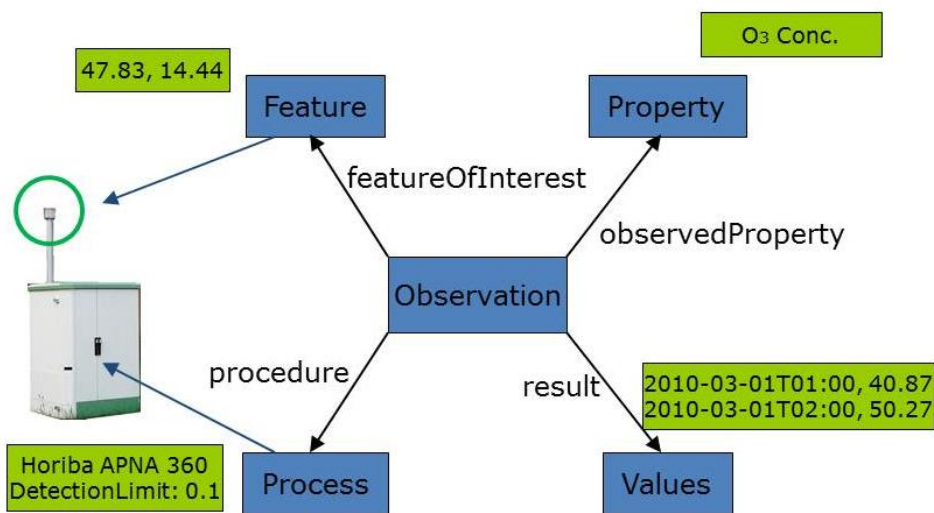 O₃ Conc.
47.83, 14.44
Feature
Property
featureOfInterest
observedProperty
Observation
procedure
result
2010-03-01T01:00, 40.87
2010-03-01T02:00, 50.27
Horiba APNA 360
DetectionLimit: 0.1
Process
Values